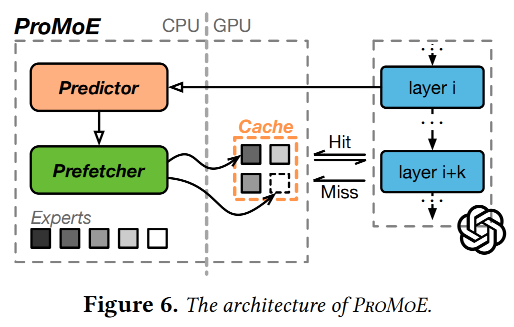 ProMoE
CPU
GPU
Predictor
layer i
Cache
Hit
Prefetcher
layer i+k
Miss
Experts
Figure 6. The architecture of PROMOE.